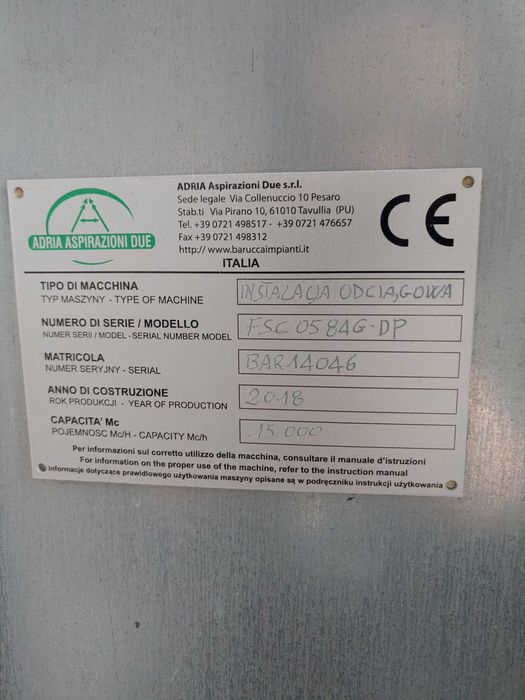 ADRIA ASPIRAZIONI DUE
ADRIA Aspirazioni Due s.r.l.
Sede legale Via Collenuccio 10 Pesaro
Stab.ti Via Pirano 10, 61010 Tavullia (PU)
Tel. +39 0721 498517 - +39 0721 476657
Fax +39 0721 498312
http:// www.baruccaimpianti.it
ITALIA
CE
TIPO DI MACCHINA
TYP MASZYNY - TYPE OF MACHINE
INSTALACJA ODCIĄGOWA
NUMERO DI SERIE / MODELLO
NUMER SERII / MODEL - SERIAL NUMBER MODEL
FSC 0584G-DP
MATRICOLA
NUMER SERYJNY - SERIAL
BAR14046
ANNO DI COSTRUZIONE
ROK PRODUKCJI - YEAR OF PRODUCTION
2018
CAPACITA' Mc
POJEMNOSC Mc/H - CAPACITY Mc/h
15.000
Per informazioni sul corretto utilizzo della macchina, consultare il manuale d'istruzioni
For information on the proper use of the machine, refer to the instruction manual
Informacje dotyczące prawidłowego użytkowania maszyny opisane są w podręczniku instrukcji użytkowania